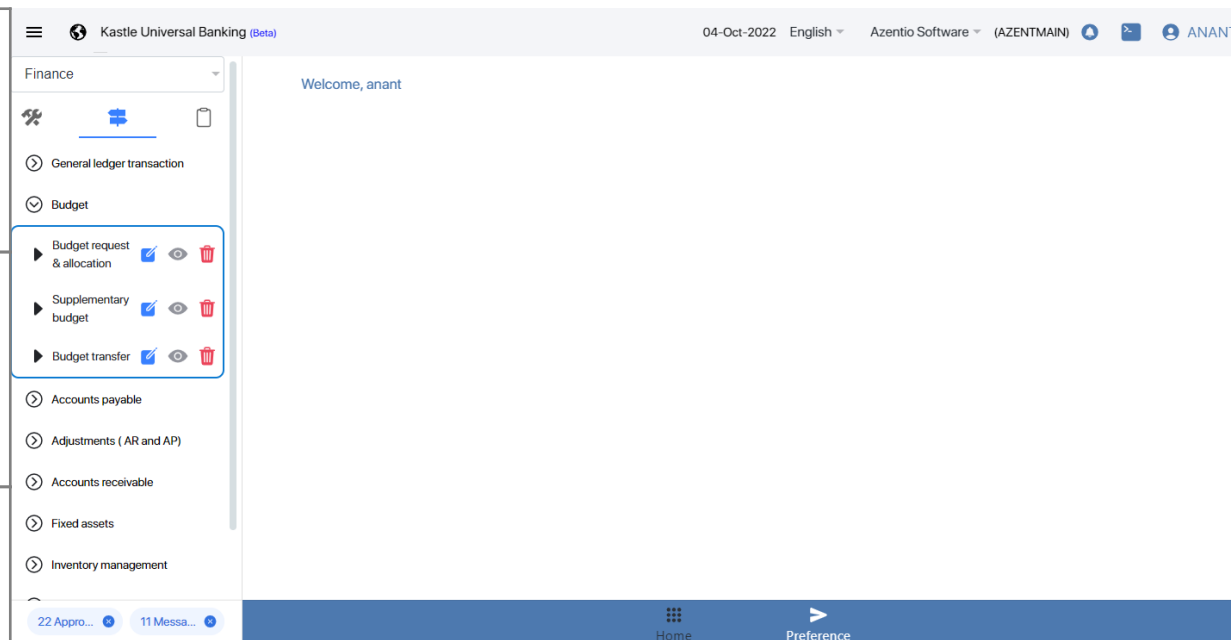 Kastle Universal Banking (Beta)
04-Oct-2022 English Azentio Software (AZENTMAIN) ANANT
Finance
Welcome, anant
General ledger transaction
Budget
Budget request
& allocation
Supplementary
budget
Budget transfer
Accounts payable
Adjustments ( AR and AP)
Accounts receivable
Fixed assets
Inventory management
22 Appro... 11 Messa...
Home Preference